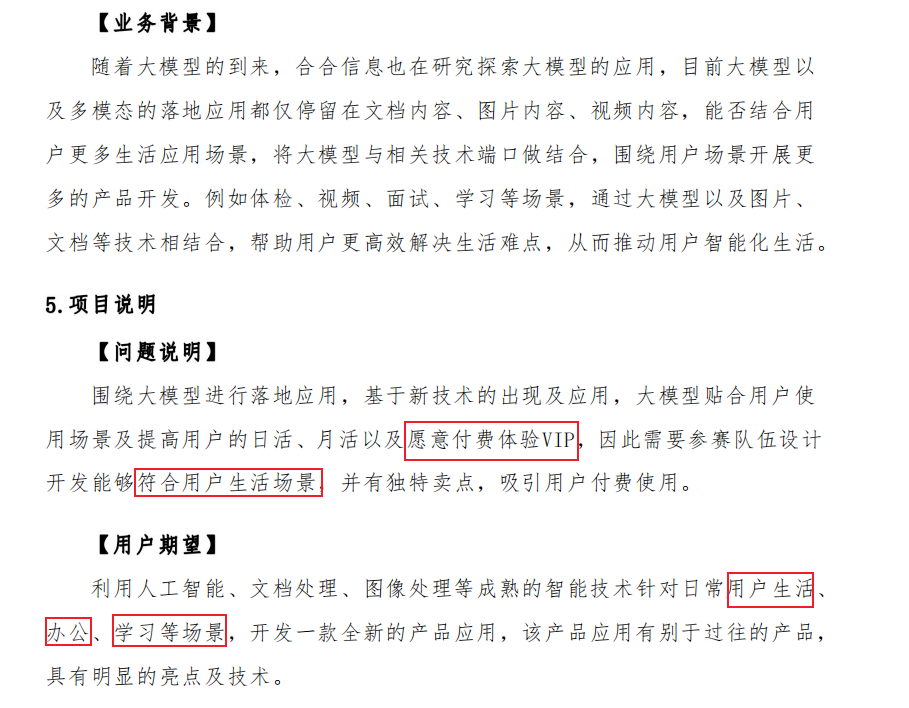 【业务背景】
随着大模型的到来，合合信息也在研究探索大模型的应用，目前大模型以
及多模态的落地应用都仅停留在文档内容、图片内容、视频内容，能否结合用
户更多生活应用场景，将大模型与相关技术端口做结合，围绕用户场景开展更
多的产品开发。例如体检、视频、面试、学习等场景，通过大模型以及图片、
文档等技术相结合，帮助用户更高效解决生活难点，从而推动用户智能化生活。
5.项目说明
【问题说明】
围绕大模型进行落地应用，基于新技术的出现及应用，大模型贴合用户使
用场景及提高用户的日活、月活以及愿意付费体验VIP，因此需要参赛队伍设计
开发能够符合用户生活场景，并有独特卖点，吸引用户付费使用。
【用户期望】
利用人工智能、文档处理、图像处理等成熟的智能技术针对日常用户生活、
办公、学习等场景，开发一款全新的产品应用，该产品应用有别于过往的产品，
具有明显的亮点及技术。